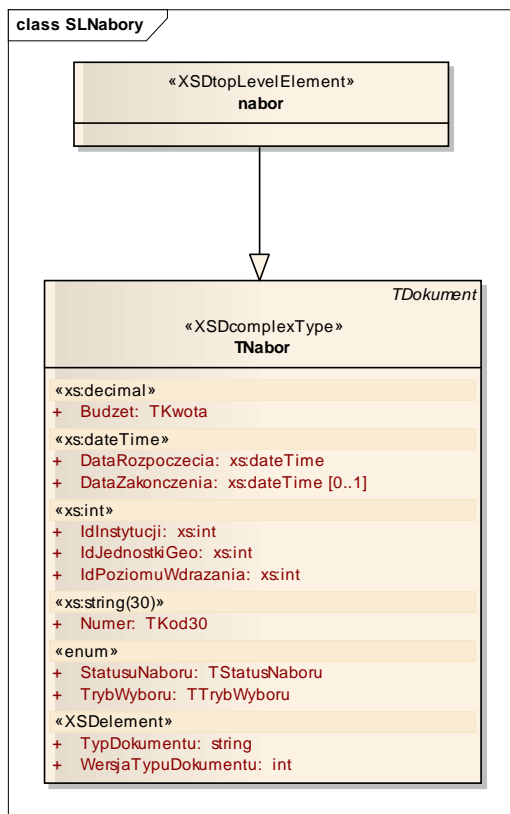 class SLNabory
«XSDtopLevelElement»
nabor
TDokument
«XSDcomplexType»
TNabor
«xs:decimal»
+ Budzet: TKwota
«xs:dateTime»
+ DataRozpoczecia: xs:dateTime
+ DataZakonczenia: xs:dateTime [0..1]
«xs:int»
+ IdInstytucji: xs:int
+ IdJednostkiGeo: xs:int
+ IdPoziomuWdrazania: xs:int
«xs:string(30)»
+ Numer: TKod30
«enum»
+ StatusuNaboru: TStatusNaboru
+ TrybWyboru: TTrybWyboru
«XSDelement»
+ TypDokumentu: string
+ WersjaTypuDokumentu: int